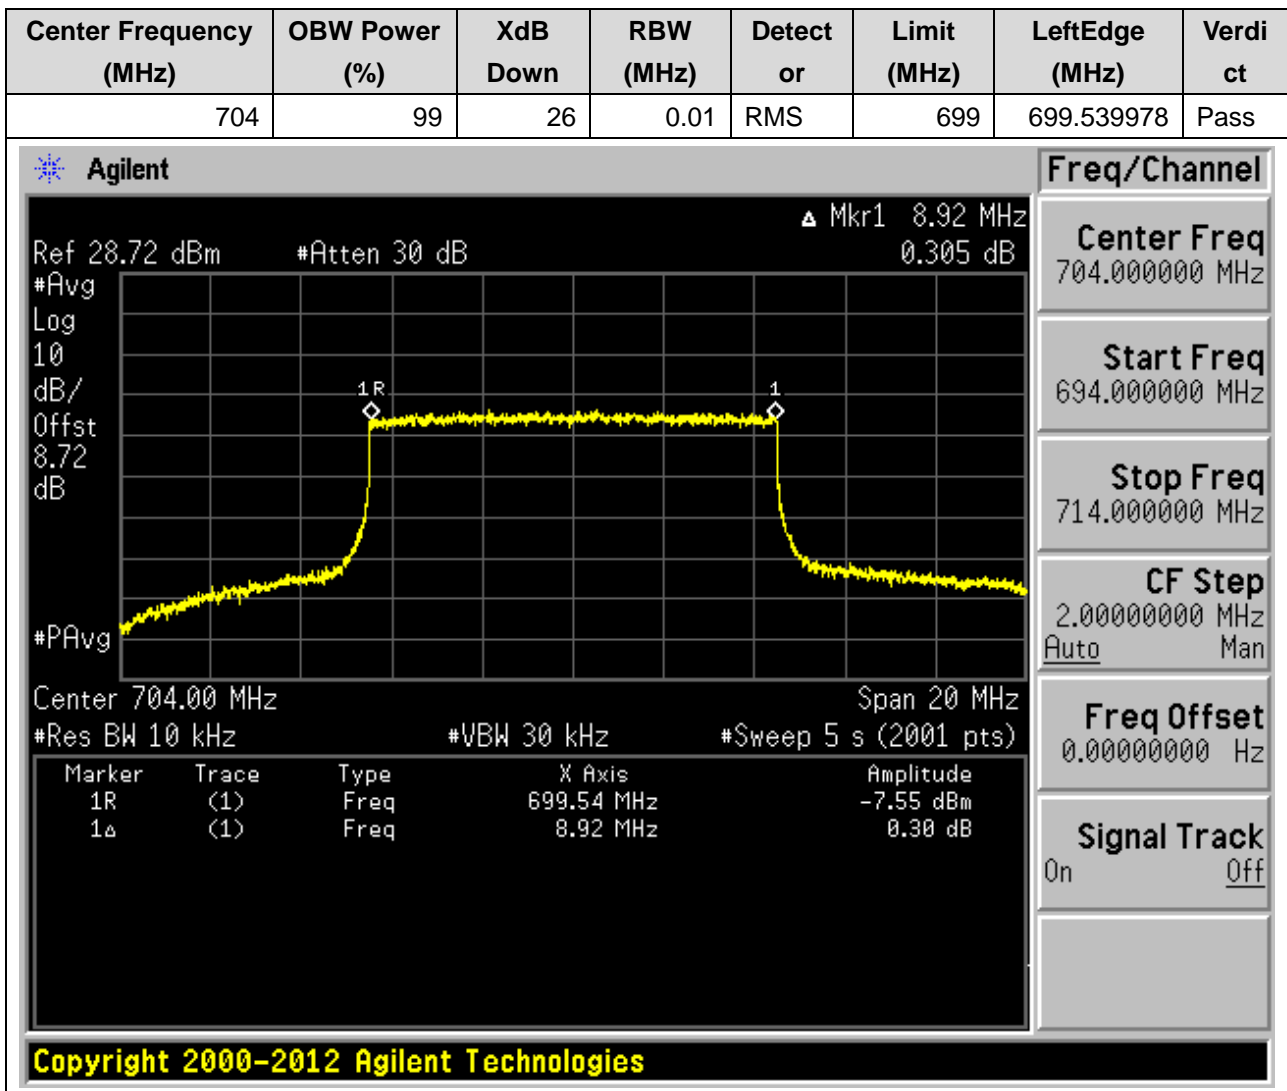 Center Frequency (MHz) OBW Power (%) XdB Down RBW (MHz) Detect or Limit (MHz) LeftEdge (MHz) Verdi ct
704 99 26 0.01 RMS 699 699.539978 Pass
Agilent
Freq/Channel
Δ Mkr1 8.92 MHz
Ref 28.72 dBm #Atten 30 dB 0.305 dB
#Avg
Log
10
dB/
Offst
8.72
dB
#PAvg
1R
1
Center 704.00 MHz Span 20 MHz
#Res BW 10 kHz #VBW 30 kHz #Sweep 5 s (2001 pts)
Marker Trace Type X Axis Amplitude
1R (1) Freq 699.54 MHz -7.55 dBm
1Δ (1) Freq 8.92 MHz 0.30 dB
Center Freq
704.000000 MHz
Start Freq
694.000000 MHz
Stop Freq
714.000000 MHz
CF Step
2.00000000 MHz
Auto Man
Freq Offset
0.00000000 Hz
Signal Track
On Off
Copyright 2000-2012 Agilent Technologies